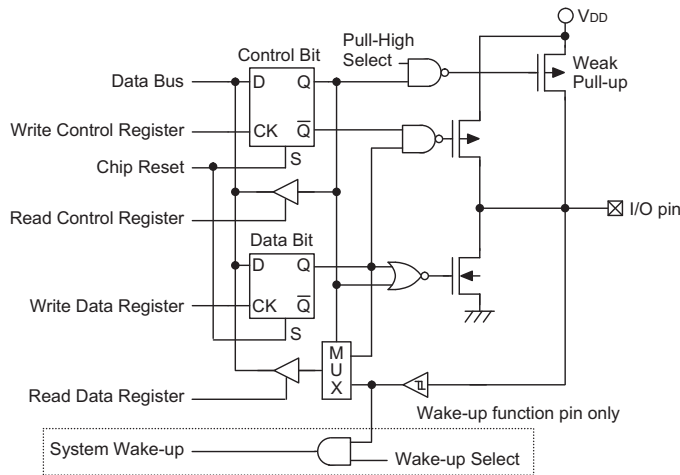 VDD
Pull-High
Select
Weak
Pull-up
Control Bit
Data Bus
D
Q
Write Control Register
CK
Q
S
Chip Reset
Read Control Register
I/O pin
Data Bit
D
Q
Write Data Register
CK
Q
S
M
U
X
Read Data Register
Wake-up function pin only
System Wake-up
Wake-up Select